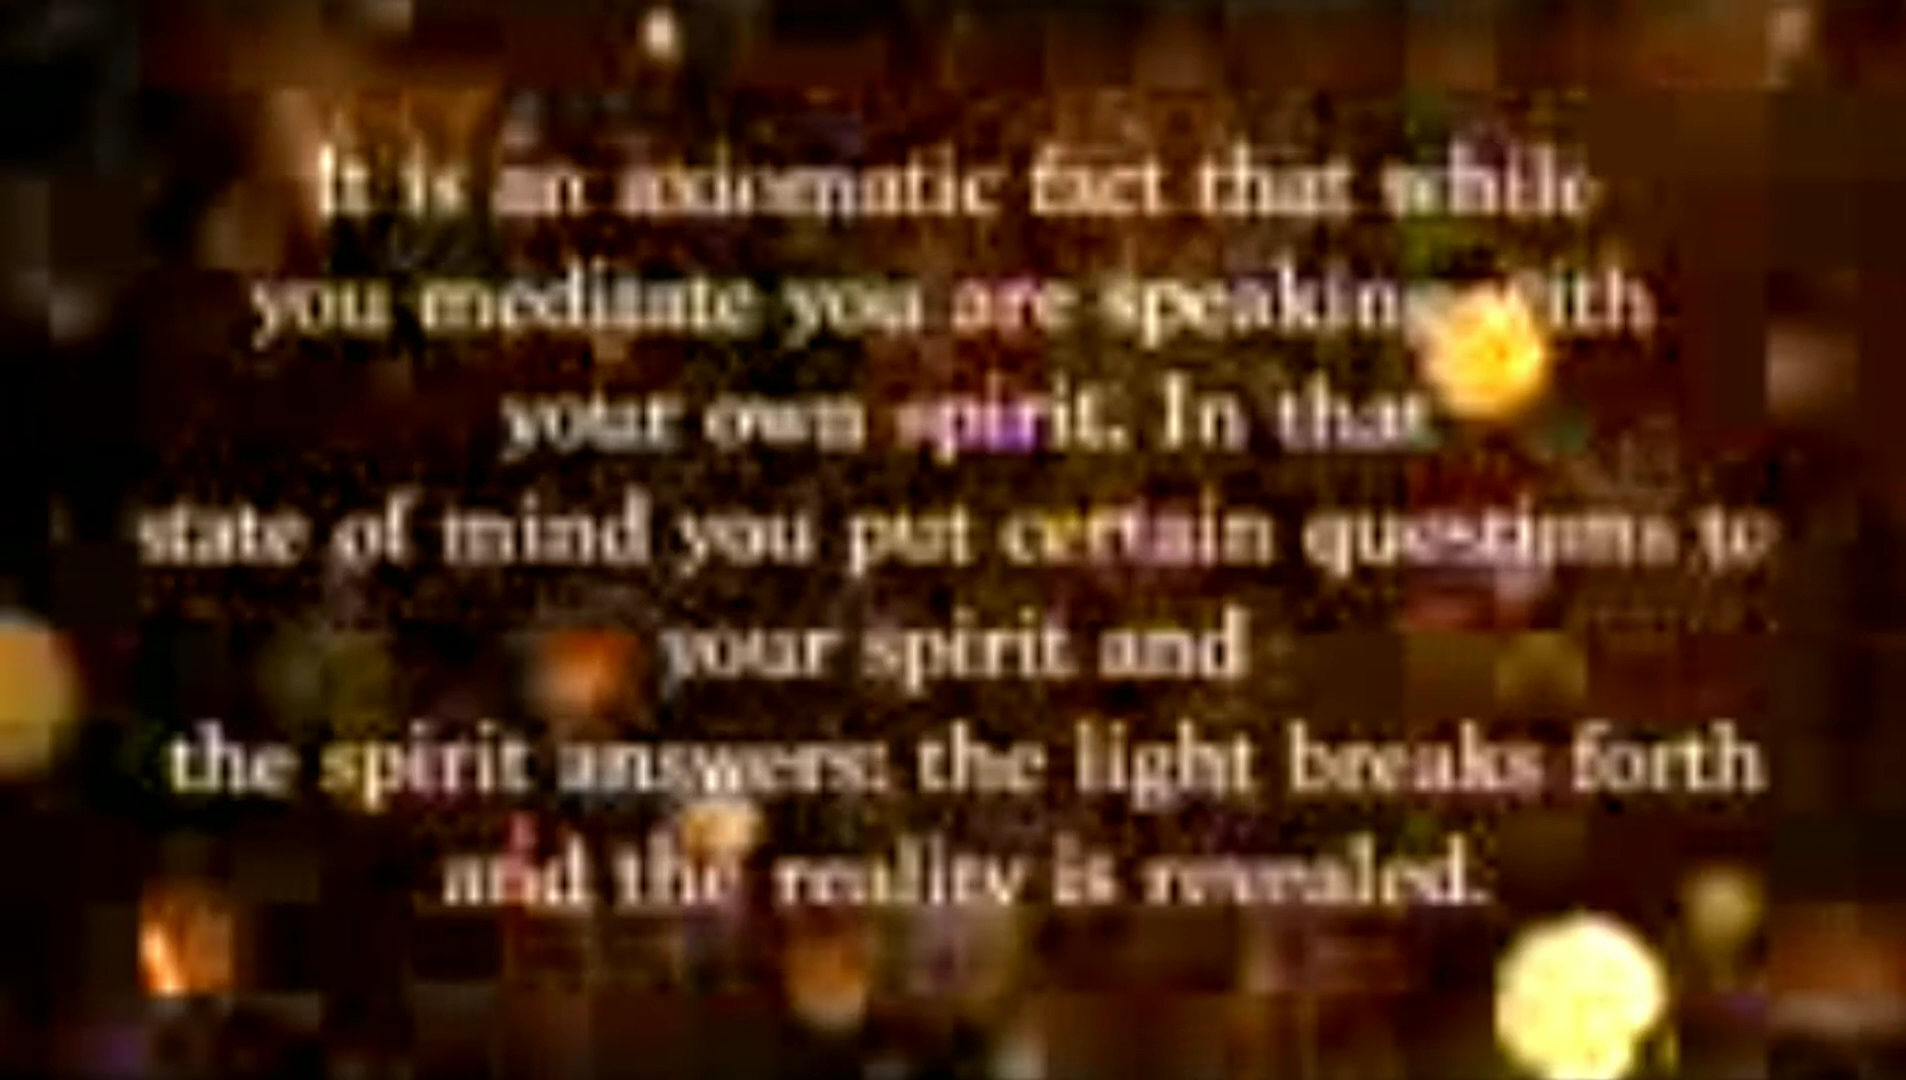 It is an axiomatic fact that while
you meditate you are speaking with
your own spirit. In that
state of mind you put certain questions to
your spirit and
the spirit answers: the light breaks forth
and the reality is revealed.